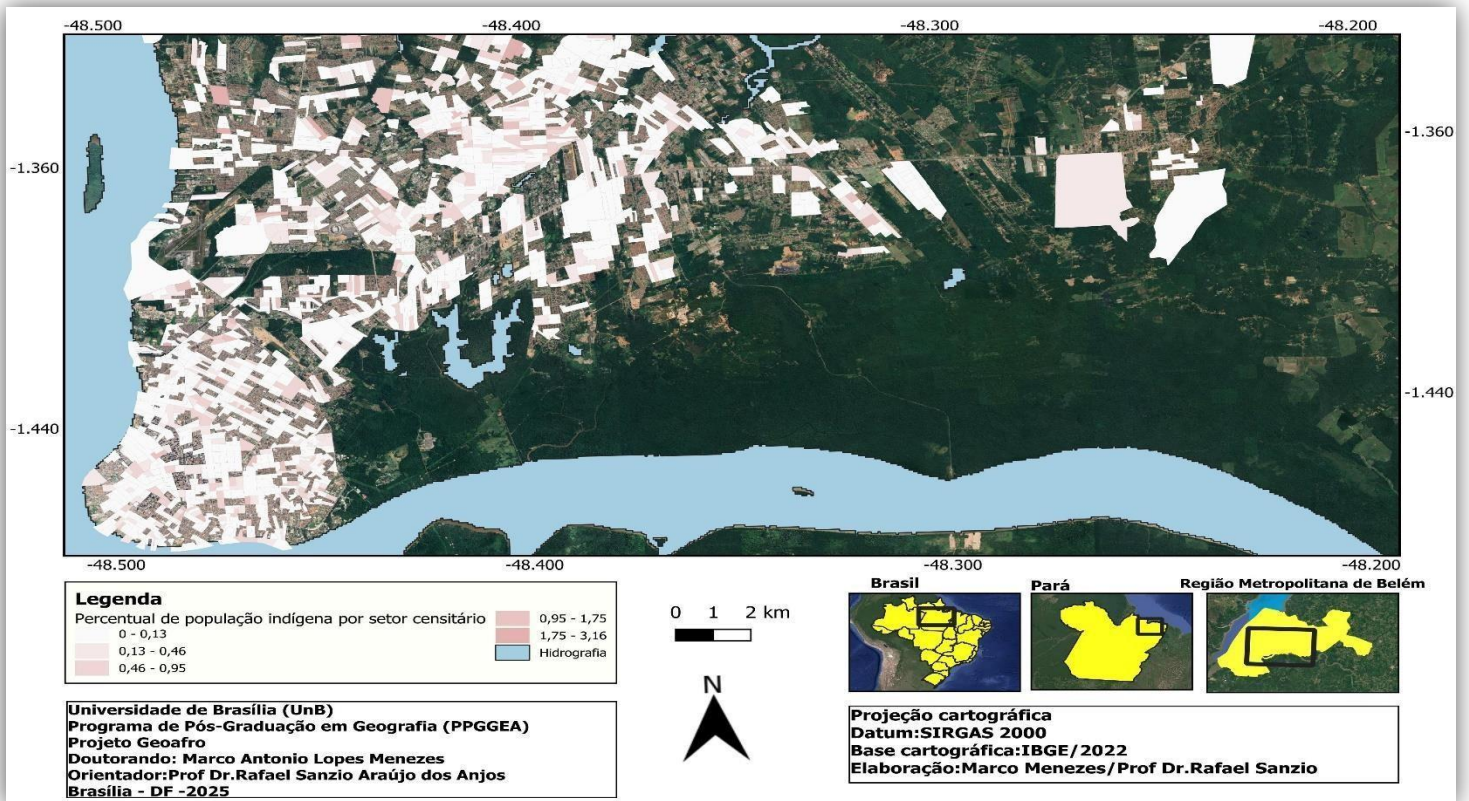 -48.500
-48.400
-48.300
-48.200
-1.360
-1.360
-1.440
-1.440
-48.500
-48.400
-48.300
-48.200
Legenda
Percentual de população indígena por setor censitário
0 - 0,13
0,13 - 0,46
0,46 - 0,95
0,95 - 1,75
1,75 - 3,16
Hidrografia
0 1 2 km
N
Brasil
Pará
Região Metropolitana de Belém
Universidade de Brasília (UnB)
Programa de Pós-Graduação em Geografia (PPGGEA)
Projeto Geoafro
Doutorando: Marco Antonio Lopes Menezes
Orientador:Prof Dr.Rafael Sanzio Araújo dos Anjos
Brasília - DF -2025
Projeção cartográfica
Datum:SIRGAS 2000
Base cartográfica:IBGE/2022
Elaboração:Marco Menezes/Prof Dr.Rafael Sanzio